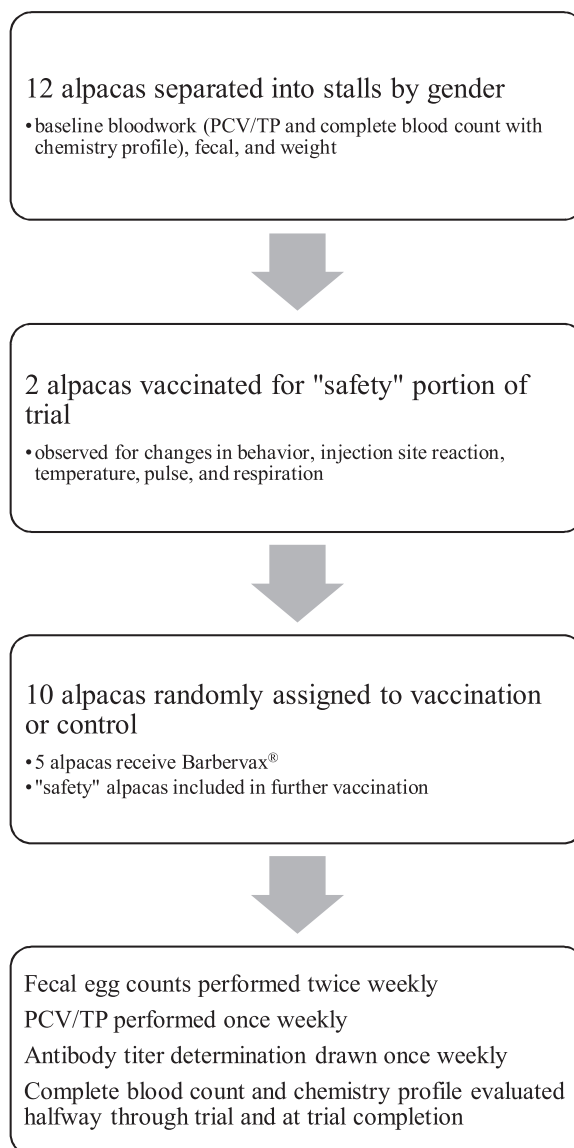 12 alpacas separated into stalls by gender
•baseline bloodwork (PCV/TP and complete blood count with
chemistry profile), fecal, and weight
2 alpacas vaccinated for "safety" portion of
trial
•observed for changes in behavior, injection site reaction,
temperature, pulse, and respiration
10 alpacas randomly assigned to vaccination
or control
•5 alpacas receive Barbervax®
•"safety" alpacas included in further vaccination
Fecal egg counts performed twice weekly
PCV/TP performed once weekly
Antibody titer determination drawn once weekly
Complete blood count and chemistry profile evaluated
halfway through trial and at trial completion